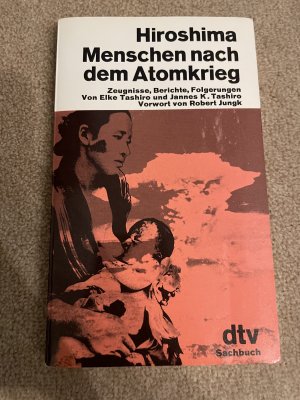 Hiroshima
Menschen nach
dem Atomkrieg
Zeugnisse, Berichte, Folgerungen
Von Elke Tashiro und Jannes K. Tashiro
Vorwort von Robert Jungk
dtv
Sachbuch